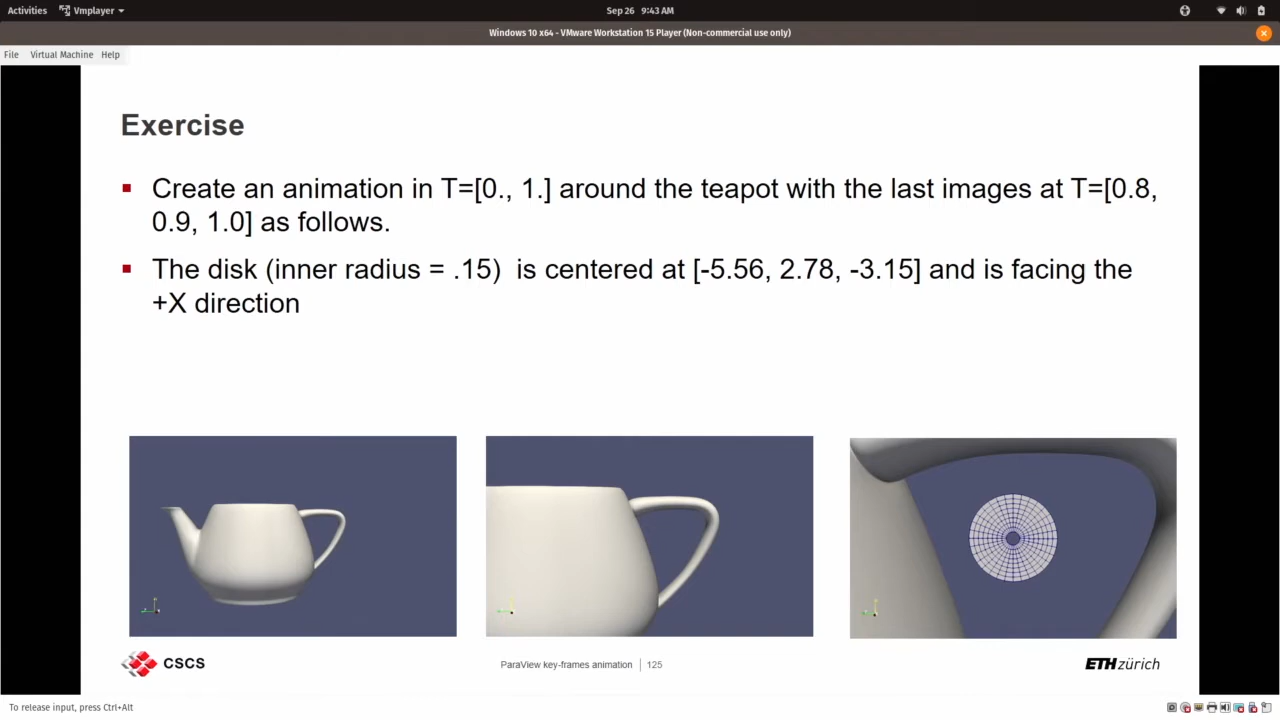 Activities
Vmplayer
Sep 26 9:43 AM
Windows 10 x64 - VMware Workstation 15 Player (Non-commercial use only)
File Virtual Machine Help
Exercise
Create an animation in T=[0., 1.] around the teapot with the last images at T=[0.8,
0.9, 1.0] as follows.
The disk (inner radius = .15) is centered at [-5.56, 2.78, -3.15] and is facing the
+X direction
CSCS
ParaView key-frames animation | 125
ETH zürich
To release input, press Ctrl+Alt